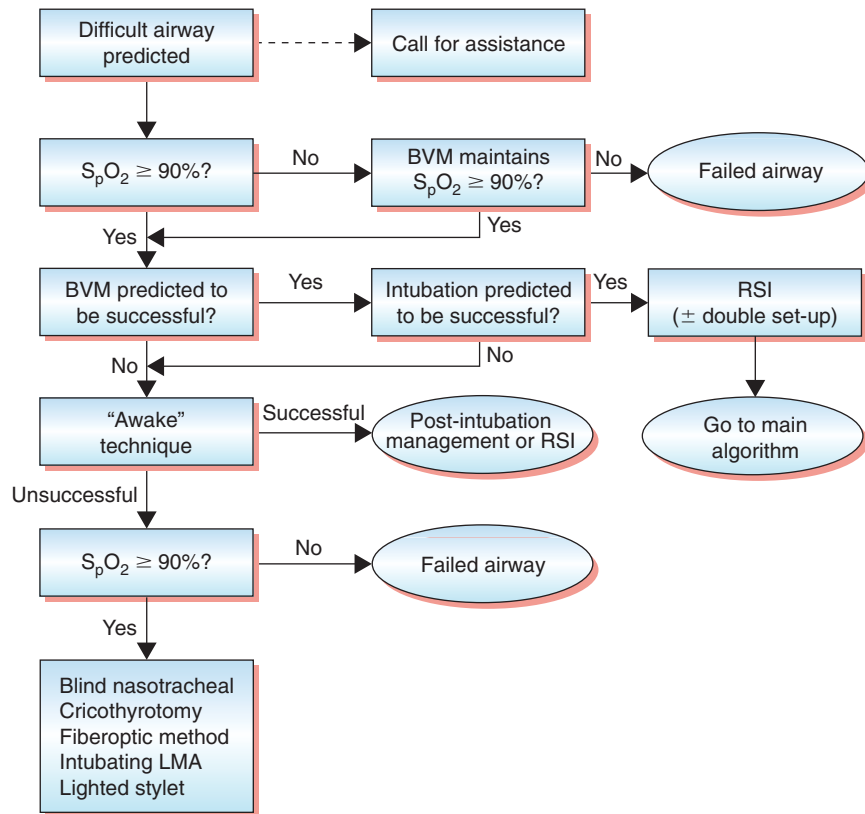 Difficult airway
predicted
Call for assistance
SpO2 ≥ 90%?
No
BVM maintains
SpO2 ≥ 90%?
No
Failed airway
Yes
Yes
BVM predicted to
be successful?
Yes
Intubation predicted
to be successful?
Yes
RSI
(± double set-up)
No
No
“Awake”
technique
Successful
Post-intubation
management or RSI
Go to main
algorithm
Unsuccessful
SpO2 ≥ 90%?
No
Failed airway
Yes
Blind nasotracheal
Cricothyrotomy
Fiberoptic method
Intubating LMA
Lighted stylet